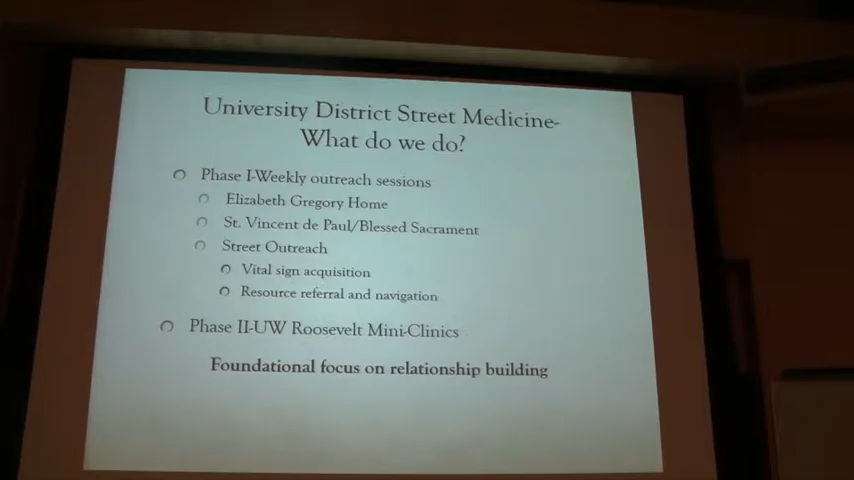 University District Street Medicine-
What do we do?
Phase I-Weekly outreach sessions
Elizabeth Gregory Home
St. Vincent de Paul/Blessed Sacrament
Street Outreach
Vital sign acquisition
Resource referral and navigation
Phase II-UW Roosevelt Mini-Clinics
Foundational focus on relationship building